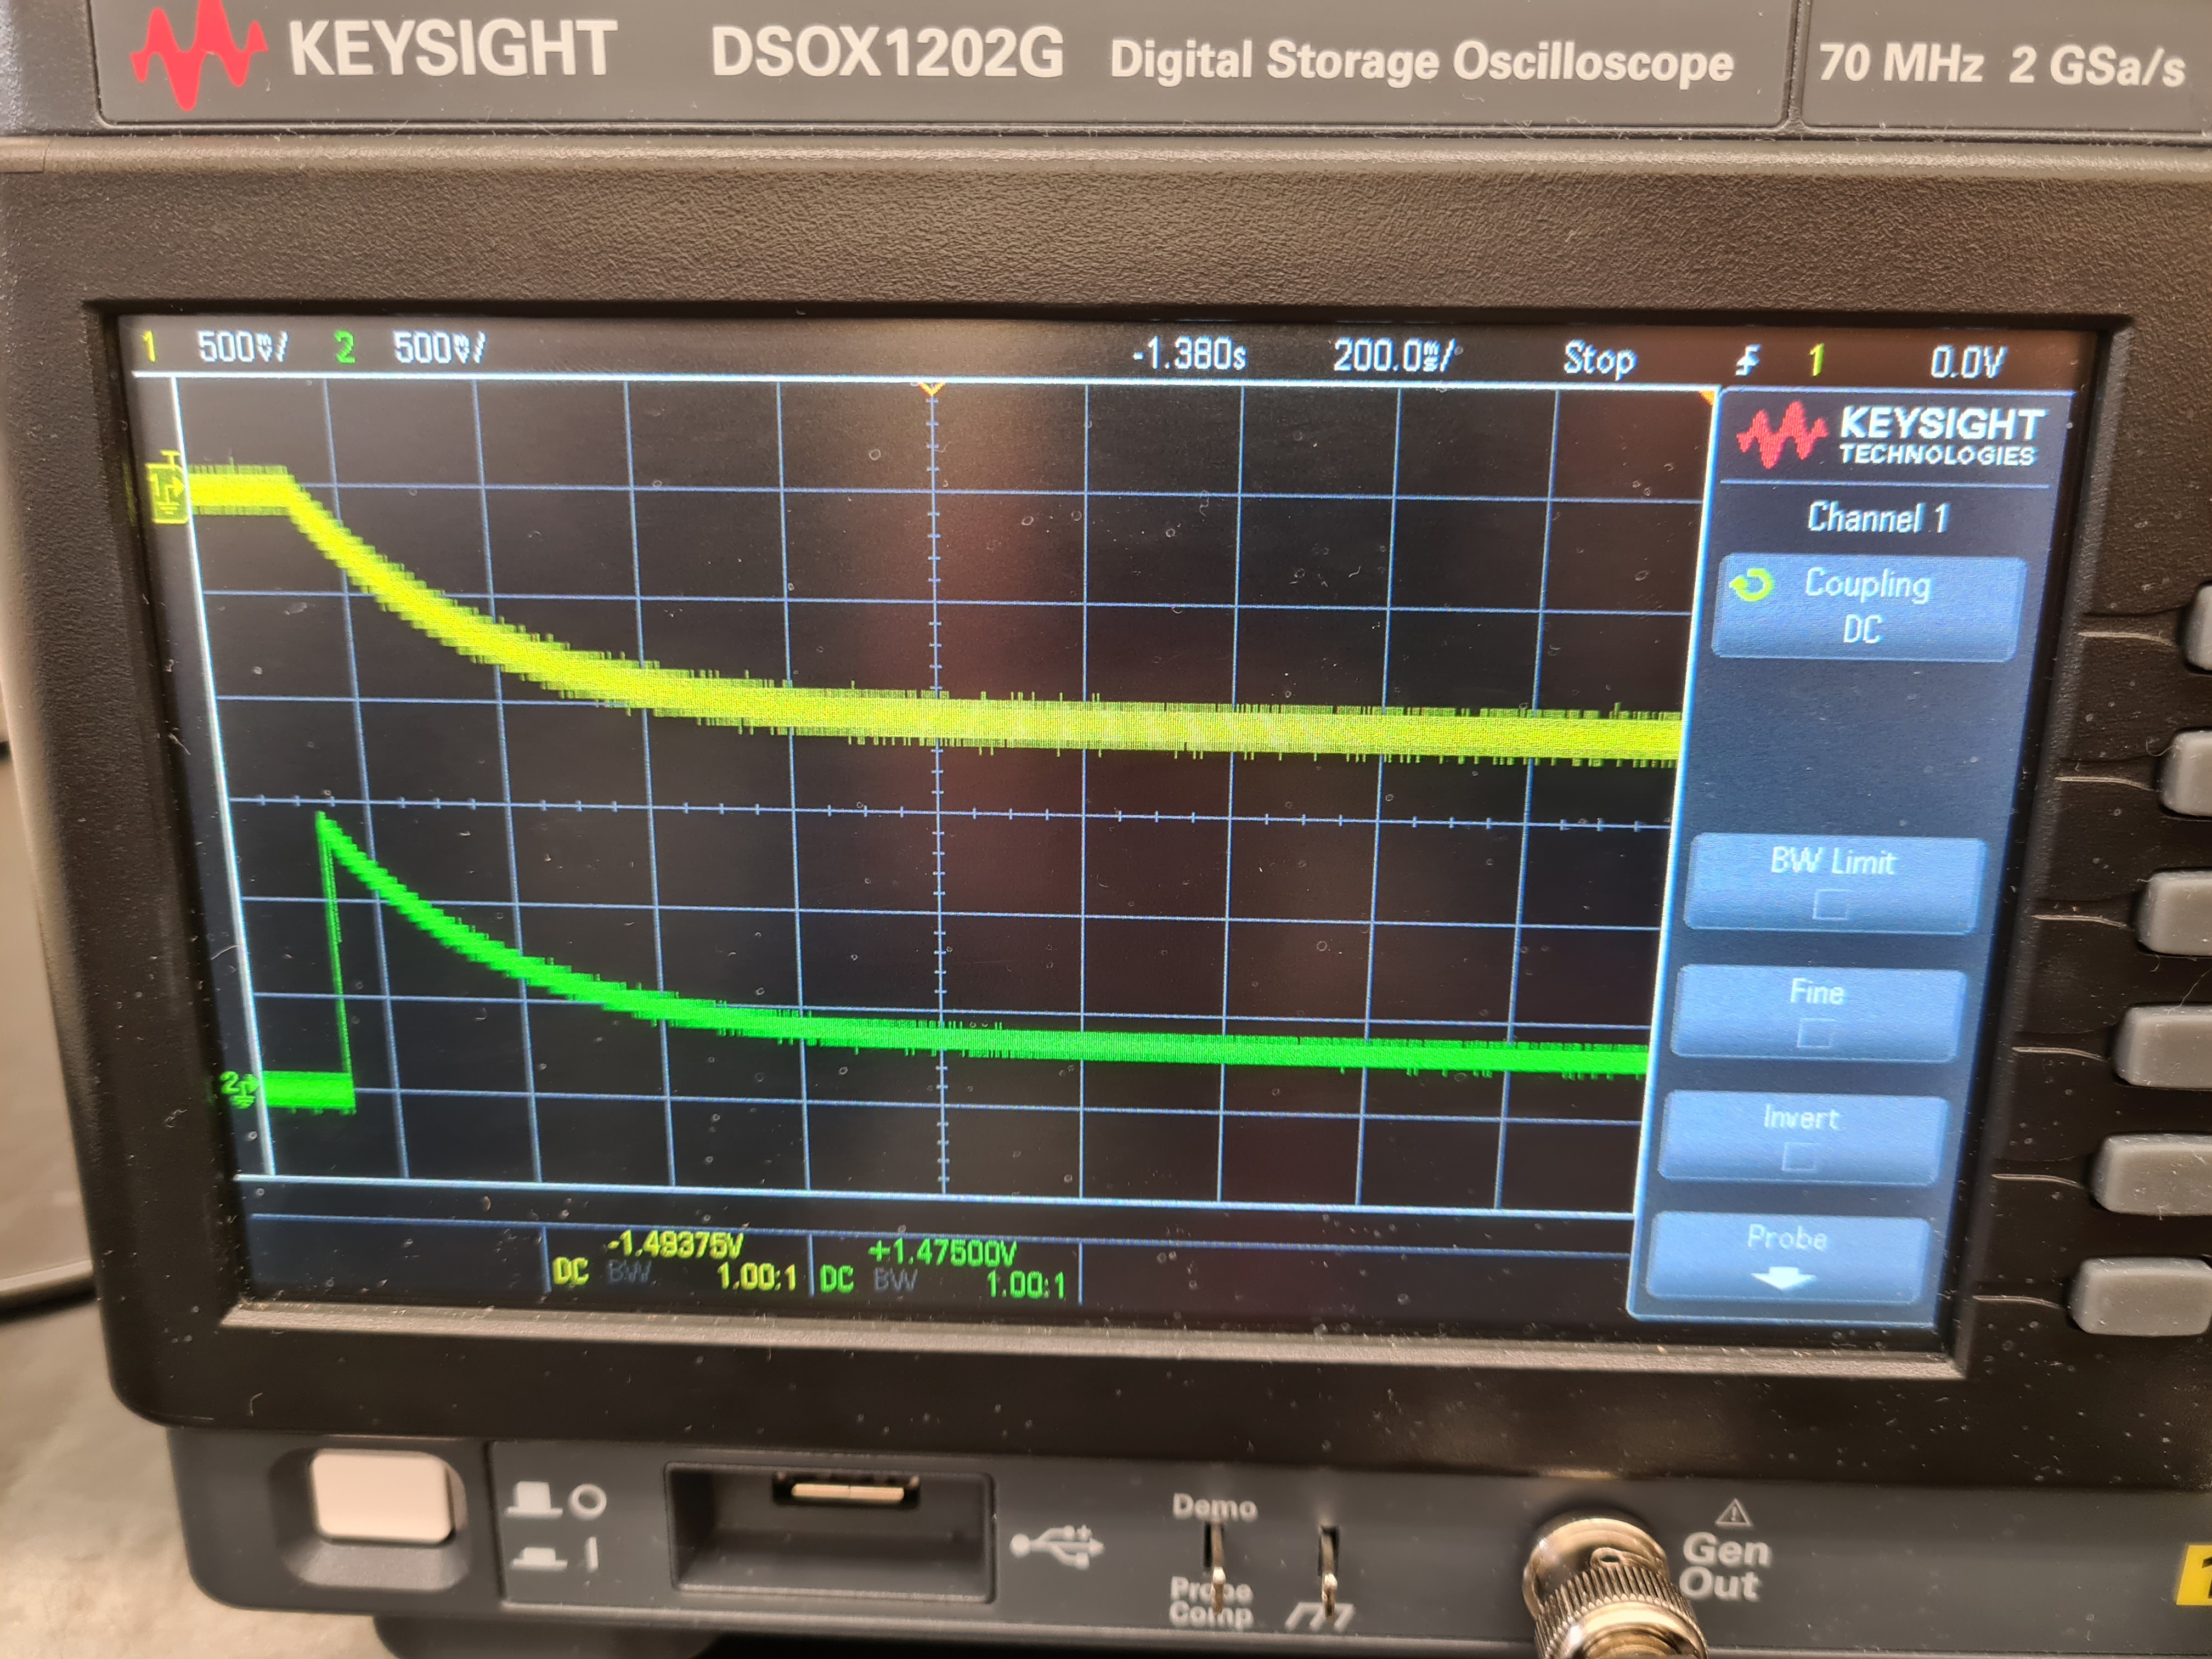 KEYSIGHT DSOX1202G Digital Storage Oscilloscope 70 MHz 2 GSa/s
1 500mV/ 2 500mV/ -1.380s 200.0ms/ Stop 1 0.0V
KEYSIGHT
TECHNOLOGIES
Channel 1
Coupling
DC
BW Limit
Fine
Invert
Probe
2
-1.49375V +1.47500V
DC BW 1.00:1 DC BW 1.00:1
Demo
Probe
Comp
Gen
Out